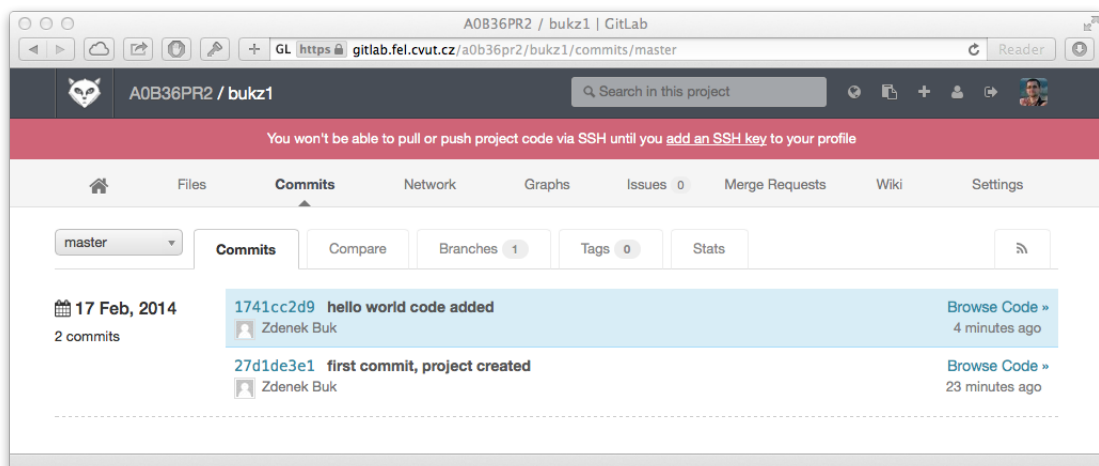 A0B36PR2 / bukz1 | GitLab
GL https gitlab.fel.cvut.cz/a0b36pr2/bukz1/commits/master Reader
A0B36PR2 / bukz1 Search in this project
You won't be able to pull or push project code via SSH until you add an SSH key to your profile
Files Commits Network Graphs Issues 0 Merge Requests Wiki Settings
master Commits Compare Branches 1 Tags 0 Stats
17 Feb, 2014 1741cc2d9 hello world code added Browse Code »
2 commits Zdenek Buk 4 minutes ago
27d1de3e1 first commit, project created Browse Code »
Zdenek Buk 23 minutes ago